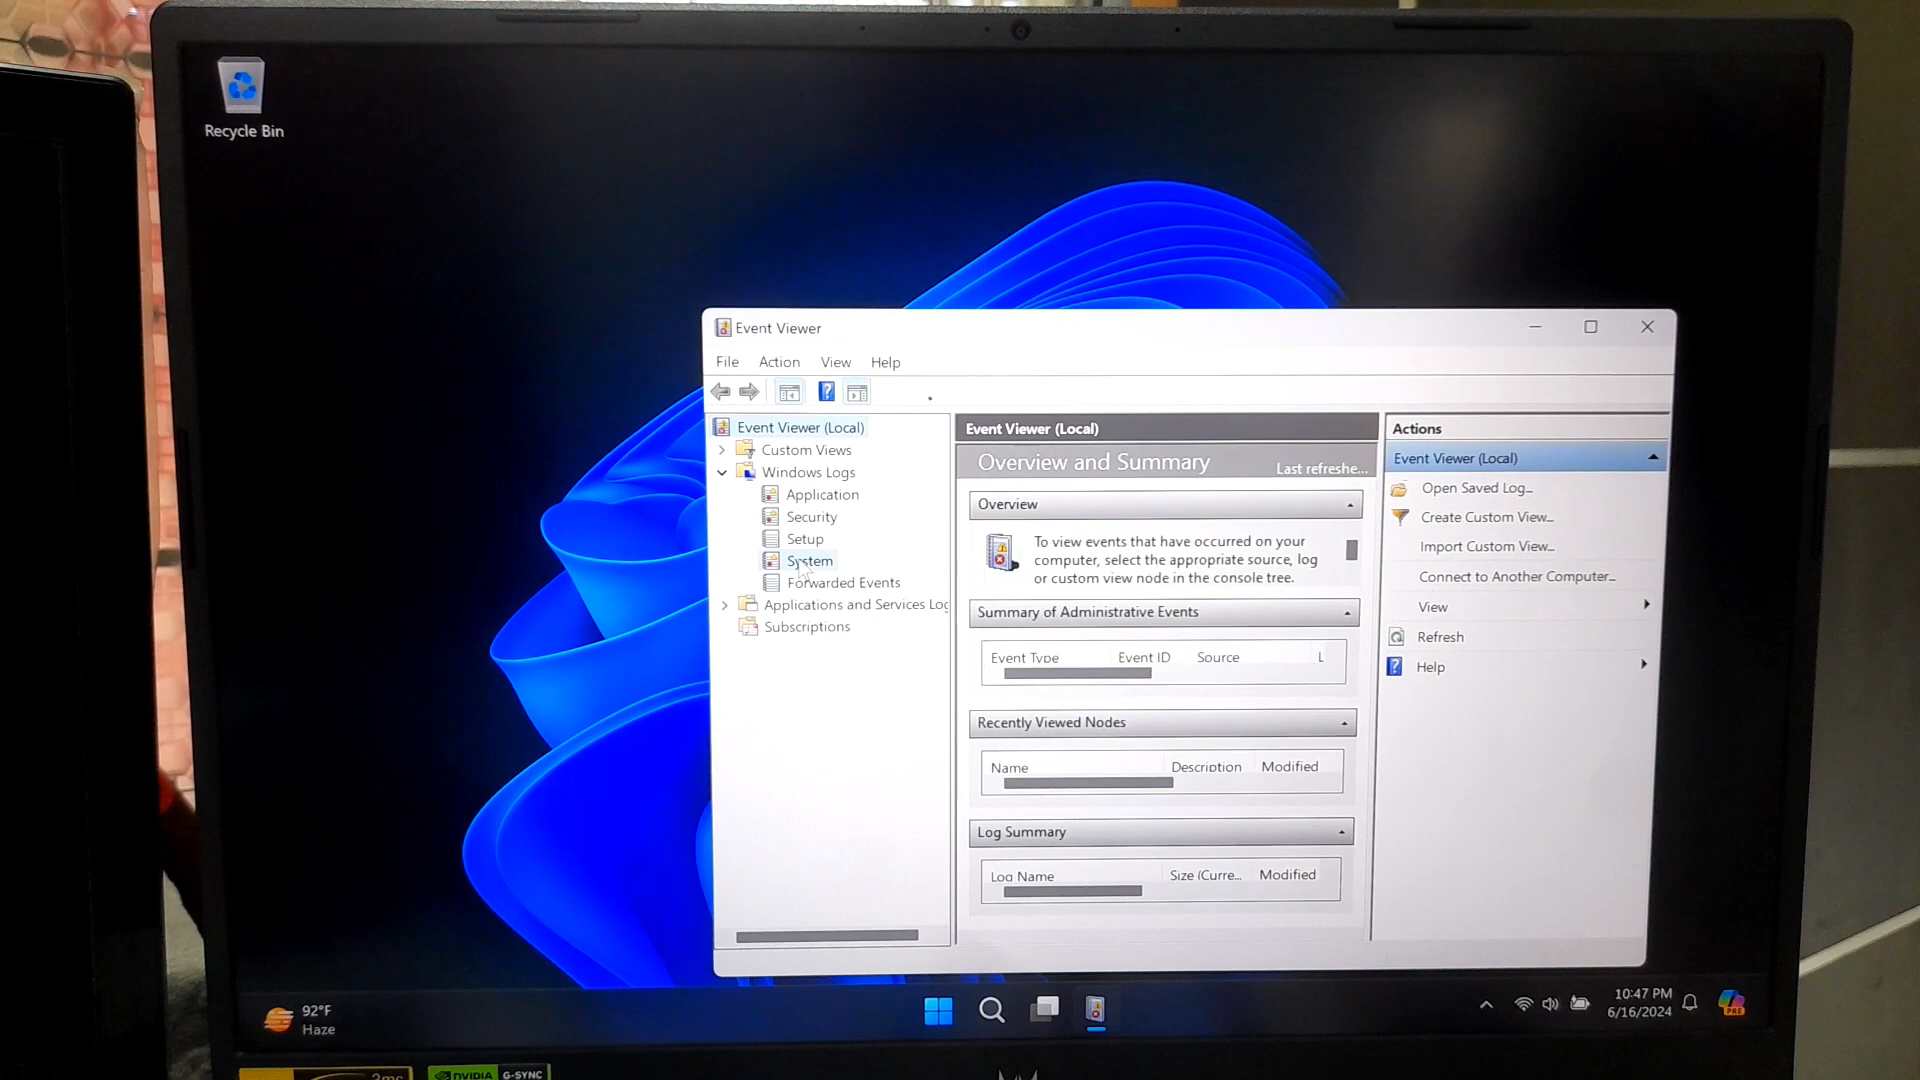 Recycle Bin
Event Viewer
File Action View Help
Event Viewer (Local)
Custom Views
Windows Logs
Application
Security
Setup
System
Forwarded Events
Applications and Services Log
Subscriptions
Event Viewer (Local)
Overview and Summary
Last refreshe...
Overview
To view events that have occurred on your
computer, select the appropriate source, log
or custom view node in the console tree.
Summary of Administrative Events
Event Type Event ID Source L
Recently Viewed Nodes
Name Description Modified
Log Summary
Log Name Size (Curre... Modified
Actions
Event Viewer (Local)
Open Saved Log...
Create Custom View...
Import Custom View...
Connect to Another Computer...
View
Refresh
Help
92°F
Haze
10:47 PM
6/16/2024
PRE
3ms
NVIDIA G-SYNC